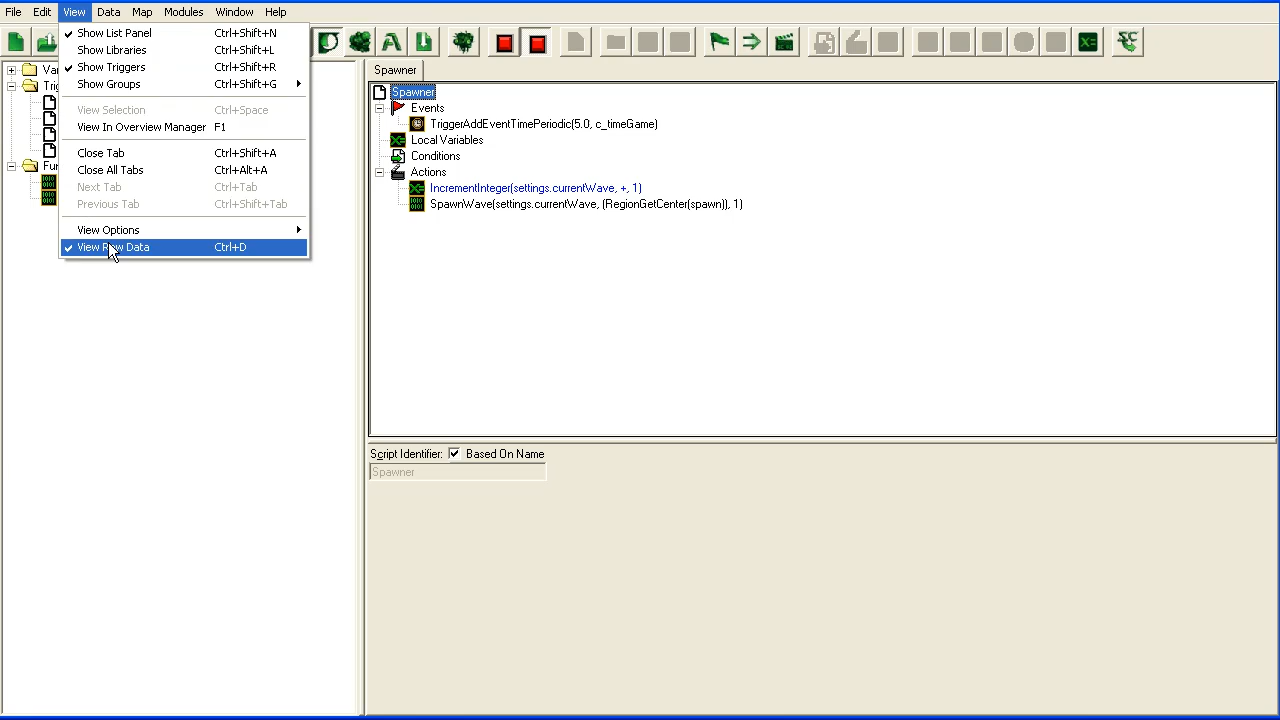 File Edit View Data Map Modules Window Help
Show List Panel Ctrl+Shift+N
Show Libraries Ctrl+Shift+L
Show Triggers Ctrl+Shift+R
Show Groups Ctrl+Shift+G
View Selection Ctrl+Space
View In Overview Manager F1
Close Tab Ctrl+Shift+A
Close All Tabs Ctrl+Alt+A
Next Tab Ctrl+Tab
Previous Tab Ctrl+Shift+Tab
View Options
View Raw Data Ctrl+D
Spawner
Spawner
Events
TriggerAddEventTimePeriodic(5.0, c_timeGame)
Local Variables
Conditions
Actions
IncrementInteger(settings.currentWave, +, 1)
SpawnWave(settings.currentWave, (RegionGetCenter(spawn)), 1)
Script Identifier: Based On Name
Spawner